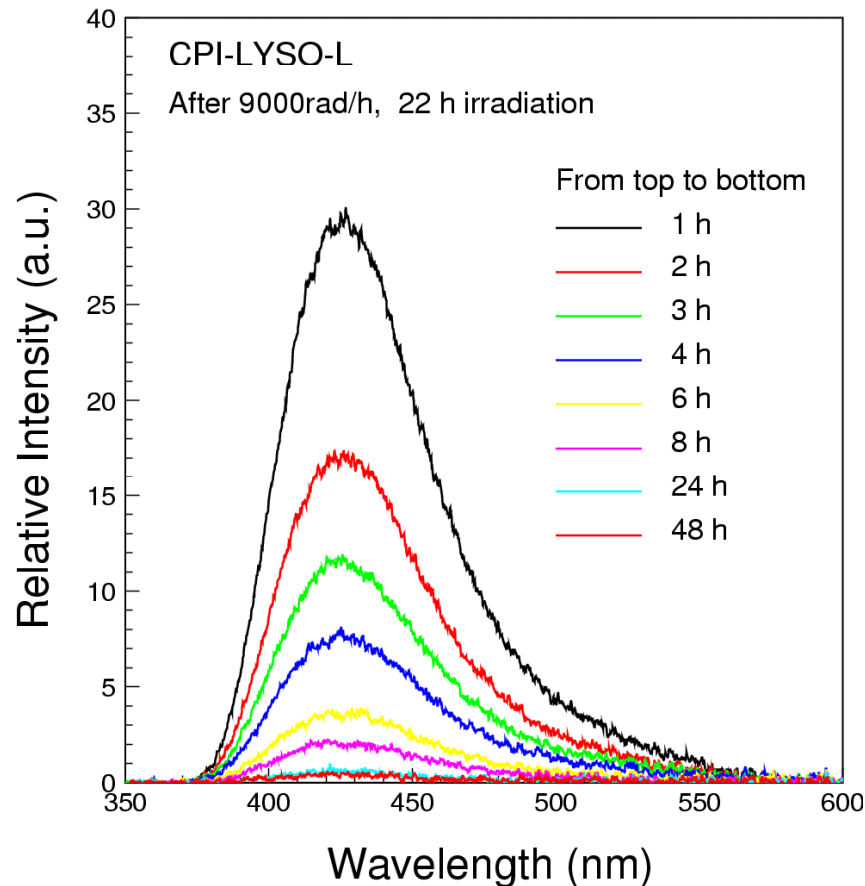 40
35
30
25
20
15
10
5
0
Relative Intensity (a.u.)
CPI-LYSO-L
After 9000rad/h, 22 h irradiation
From top to bottom
1 h
2 h
3 h
4 h
6 h
8 h
24 h
48 h
350 400 450 500 550 600
Wavelength (nm)